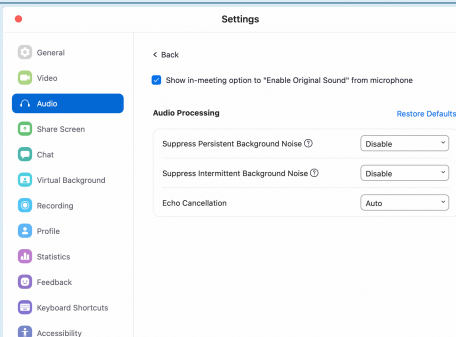 Settings
General
Video
Audio
Share Screen
Chat
Virtual Background
Recording
Profile
Statistics
Feedback
Keyboard Shortcuts
Accessibility
< Back
Show in-meeting option to "Enable Original Sound" from microphone
Audio Processing Restore Defaults
Suppress Persistent Background Noise ? Disable
Suppress Intermittent Background Noise ? Disable
Echo Cancellation Auto